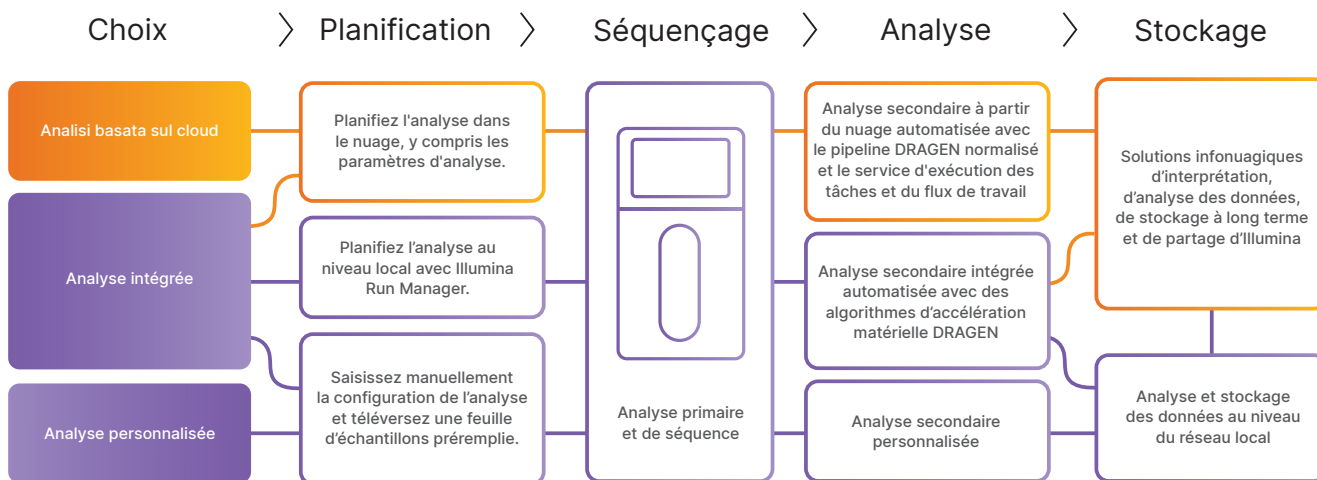 Choix
Planification
Séquençage
Analyse
Stockage
Analisi basata sul cloud
Analyse intégrée
Analyse personnalisée
Planifiez l'analyse dans
le nuage, y compris les
paramètres d'analyse.
Planifiez l’analyse au
niveau local avec Illumina
Run Manager.
Saisissez manuellement
la configuration de l’analyse
et téléversez une feuille
d’échantillons préremplie.
Analyse primaire
et de séquence
Analyse secondaire à partir
du nuage automatisée avec
le pipeline DRAGEN normalisé
et le service d'exécution des
tâches et du flux de travail
Analyse secondaire intégrée
automatisée avec des
algorithmes d’accélération
matérielle DRAGEN
Analyse secondaire
personnalisée
Solutions infonuagiques
d’interprétation,
d’analyse des données,
de stockage à long terme
et de partage d’Illumina
Analyse et stockage
des données au niveau
du réseau local